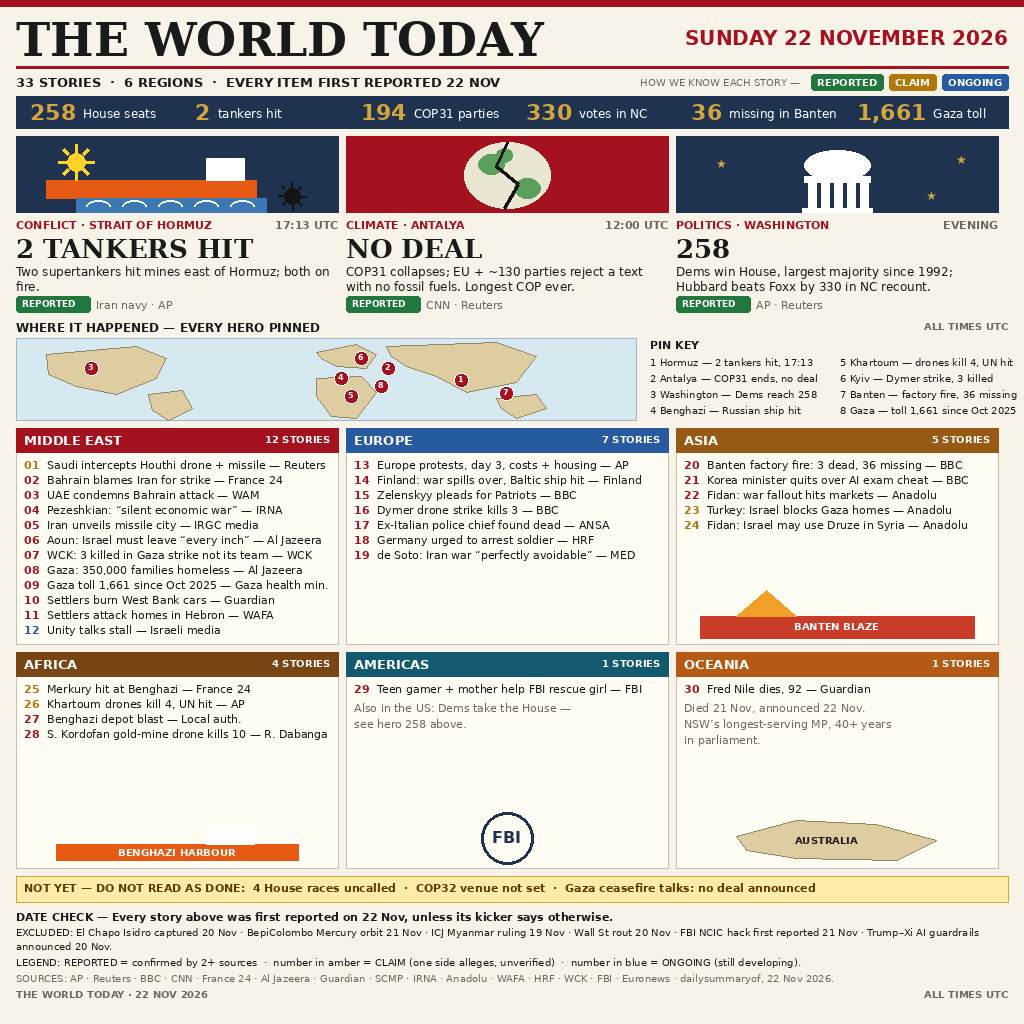 THE WORLD TODAY
SUNDAY 22 NOVEMBER 2026
33 STORIES · 6 REGIONS · EVERY ITEM FIRST REPORTED 22 NOV
HOW WE KNOW EACH STORY —
REPORTED
CLAIM
ONGOING
258 House seats
2 tankers hit
194 COP31 parties
330 votes in NC
36 missing in Banten
1,661 Gaza toll
CONFLICT · STRAIT OF HORMUZ
17:13 UTC
2 TANKERS HIT
Two supertankers hit mines east of Hormuz; both on
fire.
REPORTED
Iran navy · AP
CLIMATE · ANTALYA
12:00 UTC
NO DEAL
COP31 collapses; EU + ~130 parties reject a text
with no fossil fuels. Longest COP ever.
REPORTED
CNN · Reuters
POLITICS · WASHINGTON
EVENING
258
Dems win House, largest majority since 1992;
Hubbard beats Foxx by 330 in NC recount.
REPORTED
AP · Reuters
WHERE IT HAPPENED — EVERY HERO PINNED
ALL TIMES UTC
3
6
2
4
8
5
1
7
PIN KEY
1 Hormuz — 2 tankers hit, 17:13
2 Antalya — COP31 ends, no deal
3 Washington — Dems reach 258
4 Benghazi — Russian ship hit
5 Khartoum — drones kill 4, UN hit
6 Kyiv — Dymer strike, 3 killed
7 Banten — factory fire, 36 missing
8 Gaza — toll 1,661 since Oct 2025
MIDDLE EAST
12 STORIES
01 Saudi intercepts Houthi drone + missile — Reuters
02 Bahrain blames Iran for strike — France 24
03 UAE condemns Bahrain attack — WAM
04 Pezeshkian: “silent economic war” — IRNA
05 Iran unveils missile city — IRGC media
06 Aoun: Israel must leave “every inch” — Al Jazeera
07 WCK: 3 killed in Gaza strike not its team — WCK
08 Gaza: 350,000 families homeless — Al Jazeera
09 Gaza toll 1,661 since Oct 2025 — Gaza health min.
10 Settlers burn West Bank cars — Guardian
11 Settlers attack homes in Hebron — WAFA
12 Unity talks stall — Israeli media
EUROPE
7 STORIES
13 Europe protests, day 3, costs + housing — AP
14 Finland: war spills over, Baltic ship hit — Finland
15 Zelenskyy pleads for Patriots — BBC
16 Dymer drone strike kills 3 — BBC
17 Ex-Italian police chief found dead — ANSA
18 Germany urged to arrest soldier — HRF
19 de Soto: Iran war “perfectly avoidable” — MED
ASIA
5 STORIES
20 Banten factory fire: 3 dead, 36 missing — BBC
21 Korea minister quits over AI exam cheat — BBC
22 Fidan: war fallout hits markets — Anadolu
23 Turkey: Israel blocks Gaza homes — Anadolu
24 Fidan: Israel may use Druze in Syria — Anadolu
BANTEN BLAZE
AFRICA
4 STORIES
25 Merkury hit at Benghazi — France 24
26 Khartoum drones kill 4, UN hit — AP
27 Benghazi depot blast — Local auth.
28 S. Kordofan gold-mine drone kills 10 — R. Dabanga
BENGHAZI HARBOUR
AMERICAS
1 STORIES
29 Teen gamer + mother help FBI rescue girl — FBI
Also in the US: Dems take the House —
see hero 258 above.
FBI
OCEANIA
1 STORIES
30 Fred Nile dies, 92 — Guardian
Died 21 Nov, announced 22 Nov.
NSW’s longest-serving MP, 40+ years
in parliament.
AUSTRALIA
NOT YET — DO NOT READ AS DONE: 4 House races uncalled · COP32 venue not set · Gaza ceasefire talks: no deal announced
DATE CHECK — Every story above was first reported on 22 Nov, unless its kicker says otherwise.
EXCLUDED: El Chapo Isidro captured 20 Nov · BepiColombo Mercury orbit 21 Nov · ICJ Myanmar ruling 19 Nov · Wall St rout 20 Nov · FBI NCIC hack first reported 21 Nov · Trump–Xi AI guardrails
announced 20 Nov.
LEGEND: REPORTED = confirmed by 2+ sources · number in amber = CLAIM (one side alleges, unverified) · number in blue = ONGOING (still developing).
SOURCES: AP · Reuters · BBC · CNN · France 24 · Al Jazeera · Guardian · SCMP · IRNA · Anadolu · WAFA · HRF · WCK · FBI · Euronews · dailysummaryof, 22 Nov 2026.
THE WORLD TODAY · 22 NOV 2026
ALL TIMES UTC